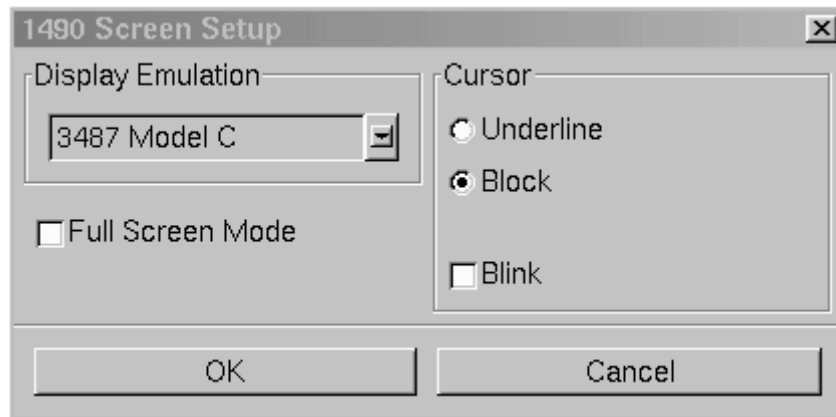 1490 Screen Setup
Display Emulation
3487 Model C
Full Screen Mode
Cursor
Underline
Block
Blink
OK
Cancel